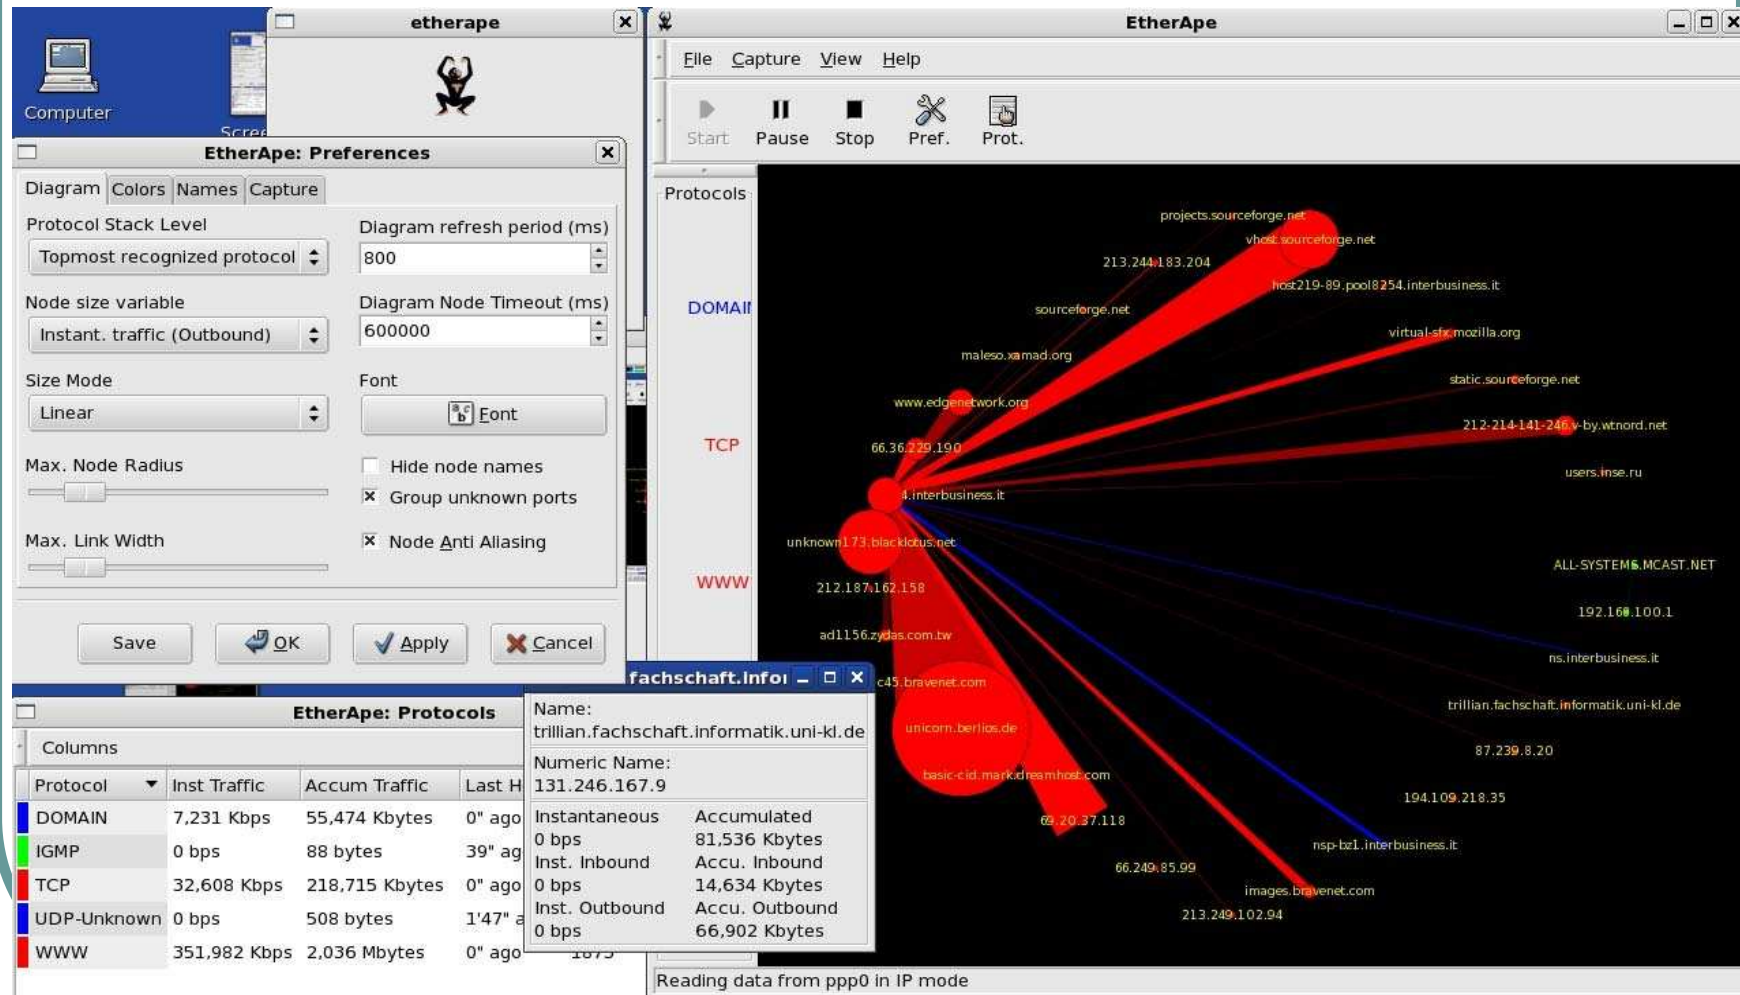 Computer
Scree
etherape
EtherApe: Preferences
Diagram Colors Names Capture
Protocol Stack Level
Topmost recognized protocol
Diagram refresh period (ms)
800
Node size variable
Instant. traffic (Outbound)
Diagram Node Timeout (ms)
600000
Size Mode
Linear
Font
Font
Max. Node Radius
Hide node names
Group unknown ports
Max. Link Width
Node Anti Aliasing
Save OK Apply Cancel
EtherApe: Protocols
Columns
Protocol Inst Traffic Accum Traffic Last H
DOMAIN 7,231 Kbps 55,474 Kbytes 0" ago
IGMP 0 bps 88 bytes 39" ag
TCP 32,608 Kbps 218,715 Kbytes 0" ago
UDP-Unknown 0 bps 508 bytes 1'47" a
WWW 351,982 Kbps 2,036 Mbytes 0" ago
fachschaft.infor
Name:
trillian.fachschaft.informatik.uni-kl.de
Numeric Name:
131.246.167.9
Instantaneous Accumulated
0 bps 81,536 Kbytes
Inst. Inbound Accu. Inbound
0 bps 14,634 Kbytes
Inst. Outbound Accu. Outbound
0 bps 66,902 Kbytes
EtherApe
File Capture View Help
Start Pause Stop Pref. Prot.
Protocols
DOMAIN
TCP
WWW
projects.sourceforge.net
vhost.sourceforge.net
213.244.183.204
host219-89.pool8254.interbusiness.it
sourceforge.net
virtual-sfx.mozilla.org
maleso.xamad.org
static.sourceforge.net
www.edgenetwork.org
212-214-141-246.v-by.wtnord.net
66.36.229.190
users.inse.ru
4.interbusiness.it
unknown173.blacklotus.net
ALL-SYSTEMS.MCAST.NET
212.187.162.158
192.168.100.1
ad1156.zydas.com.tw
ns.interbusiness.it
c45.bravenet.com
trillian.fachschaft.informatik.uni-kl.de
unicorn.berlios.de
87.239.8.20
basic-cid.mark.dreamhost.com
194.109.218.35
69.20.37.118
nsp-bz1.interbusiness.it
66.249.85.99
images.bravenet.com
213.249.102.94
Reading data from ppp0 in IP mode